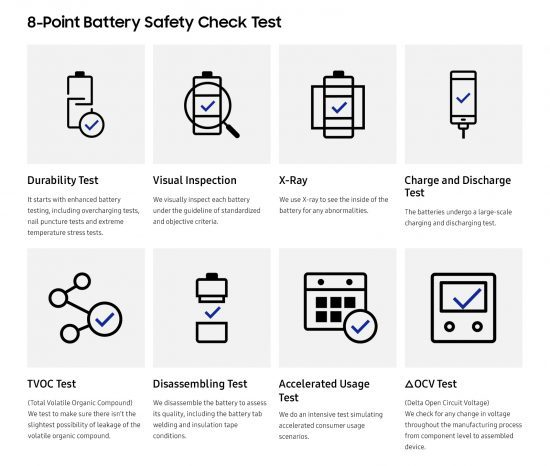 8-Point Battery Safety Check Test
Durability Test
It starts with enhanced battery
testing, including overcharging tests,
nail puncture tests and extreme
temperature stress tests.
Visual Inspection
We visually inspect each battery
under the guideline of standardized
and objective criteria.
X-Ray
We use X-ray to see the inside of the
battery for any abnormalities.
Charge and Discharge
Test
The batteries undergo a large-scale
charging and discharging test.
TVOC Test
(Total Volatile Organic Compound)
We test to make sure there isn't the
slightest possibility of leakage of the
volatile organic compound.
Disassembling Test
We disassemble the battery to assess
its quality, including the battery tab
welding and insulation tape
conditions.
Accelerated Usage
Test
We do an intensive test simulating
accelerated consumer usage
scenarios.
△OCV Test
(Delta Open Circuit Voltage)
We check for any change in voltage
throughout the manufacturing process
from component level to assembled
device.